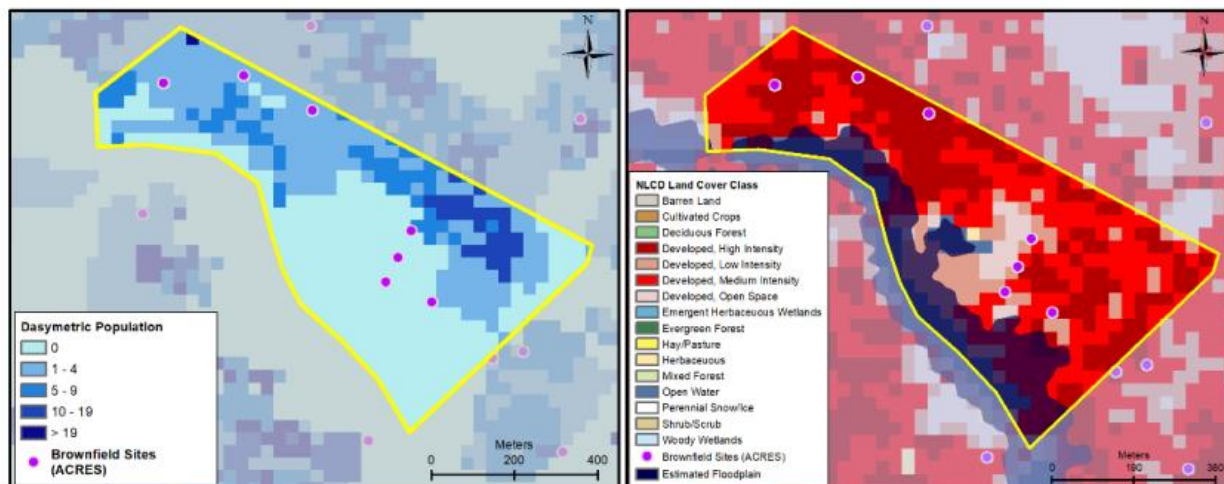 N
Dasymetric Population
0
1 - 4
5 - 9
10 - 19
> 19
Brownfield Sites
(ACRES)
Meters
0 200 400
N
NLCD Land Cover Class
Barren Land
Cultivated Crops
Deciduous Forest
Developed, High Intensity
Developed, Low Intensity
Developed, Medium Intensity
Developed, Open Space
Emergent Herbaceuous Wetlands
Evergreen Forest
Hay/Pasture
Herbaceuous
Mixed Forest
Open Water
Perennial Snow/Ice
Shrub/Scrub
Woody Wetlands
Brownfield Sites (ACRES)
Estimated Floodplain
Meters
0 190 380